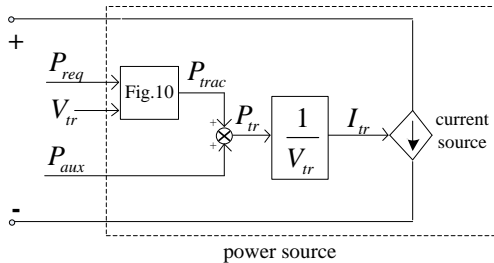 +
P_req
Fig.10
P_trac
V_tr
+
+
P_tr
1
V_tr
I_tr
current
source
P_aux
-
power source